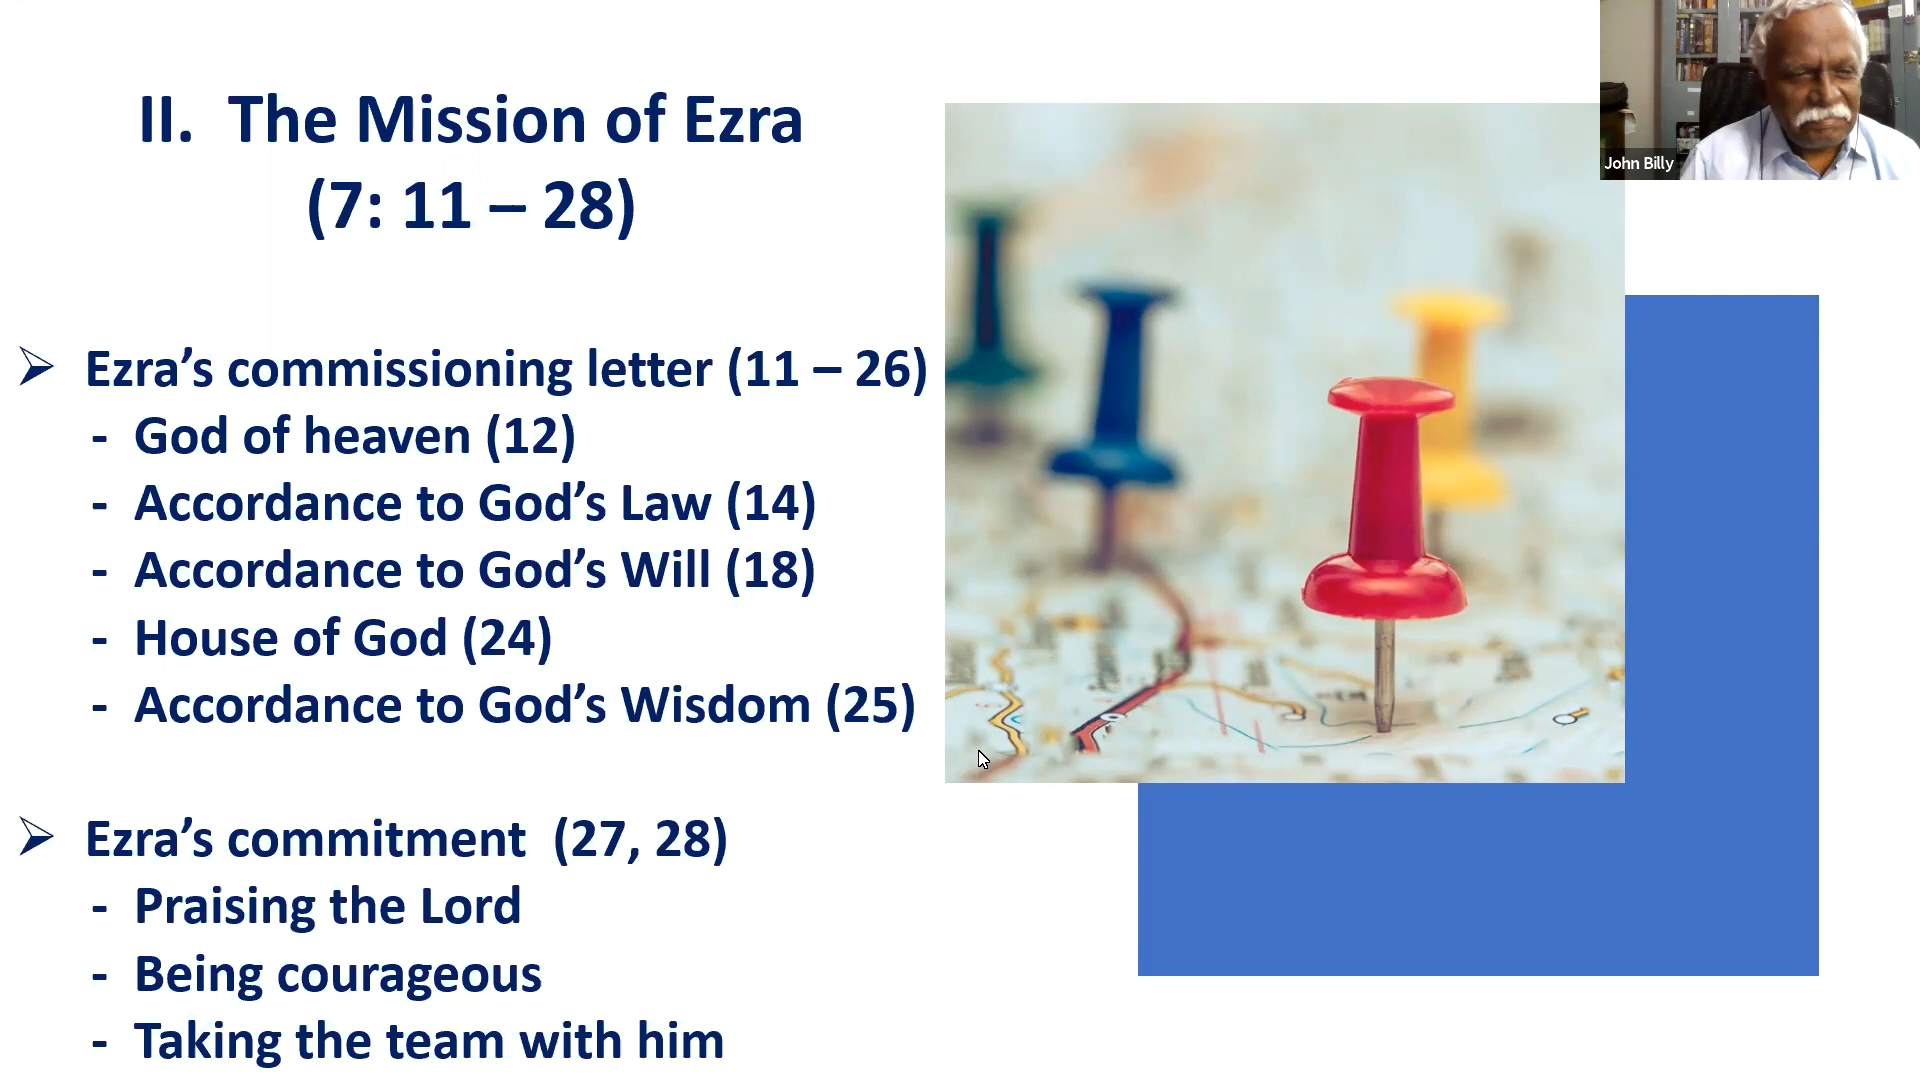 II. The Mission of Ezra
(7: 11 – 28)
➢ Ezra’s commissioning letter (11 – 26)
- God of heaven (12)
- Accordance to God’s Law (14)
- Accordance to God’s Will (18)
- House of God (24)
- Accordance to God’s Wisdom (25)
➢ Ezra’s commitment (27, 28)
- Praising the Lord
- Being courageous
- Taking the team with him
John Billy